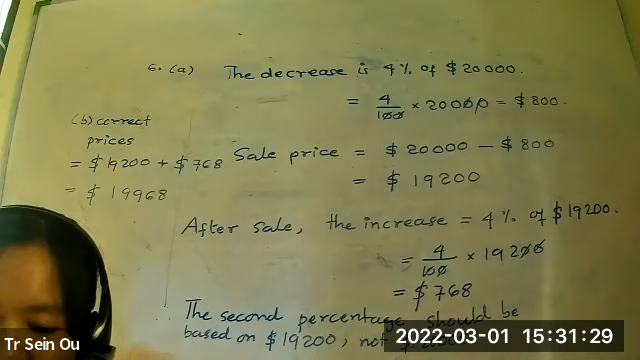 6. (a) The decrease is 4% of $20000.
= 4/100 × 20000 = $800.
Sale price = $20000 - $800
= $19200
(b) correct
prices
= $19200 + $768
= $19968
After sale, the increase = 4% of $19200.
= 4/100 × 19200
= $768
The second percentage should be
based on $19200, not
Tr Sein Ou
2022-03-01 15:31:29